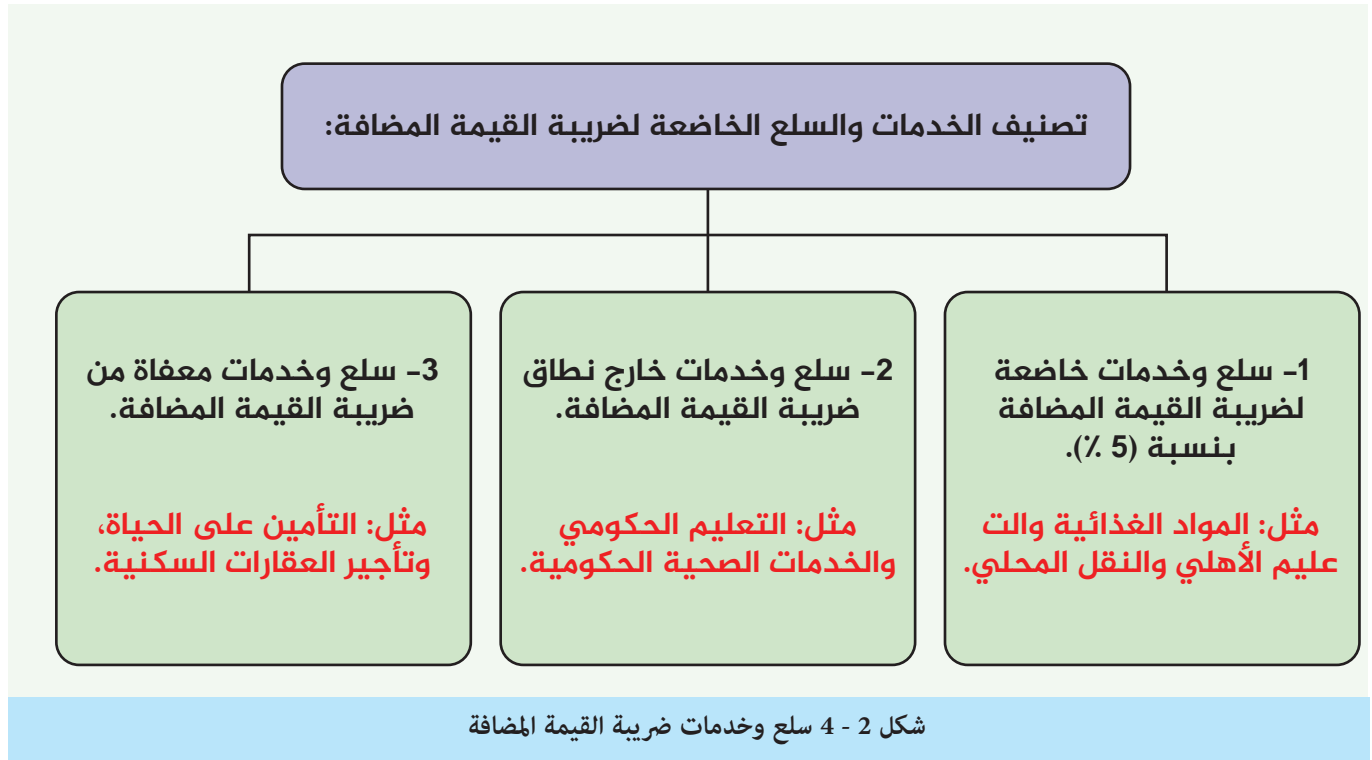 تصنيف الخدمات والسلع الخاضعة لضريبة القيمة المضافة:
1- سلع وخدمات خاضعة
لضريبة القيمة المضافة
بنسبة (5 ٪).
مثل: المواد الغذائية والت
عليم الأهلي والنقل المحلي.
2- سلع وخدمات خارج نطاق
ضريبة القيمة المضافة.
مثل: التعليم الحكومي
والخدمات الصحية الحكومية.
3- سلع وخدمات معفاة من
ضريبة القيمة المضافة.
مثل: التأمين على الحياة،
وتأجير العقارات السكنية.
شكل 2 - 4 سلع وخدمات ضريبة القيمة المضافة